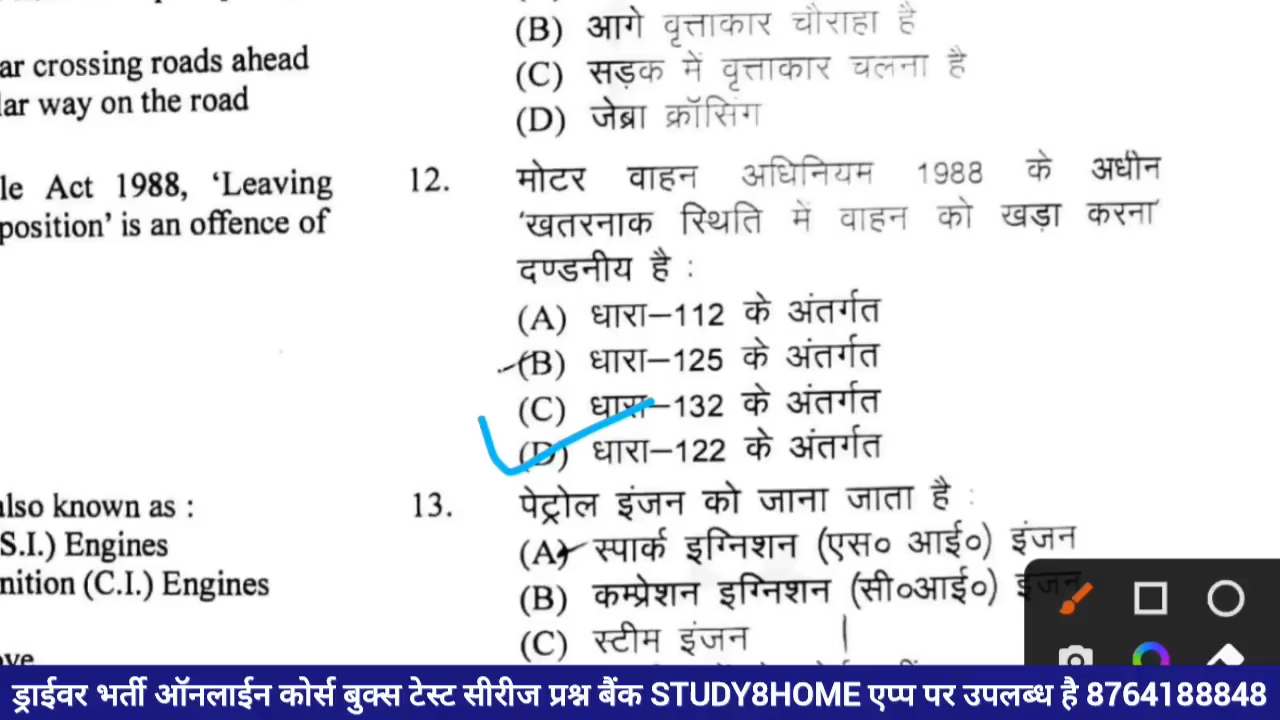 (B) आगे वृत्ताकार चौराहा है
ar crossing roads ahead
(C) सड़क में वृत्ताकार चलना है
lar way on the road
(D) जेब्रा क्रॉसिंग
le Act 1988, ‘Leaving
position’ is an offence of
12. मोटर वाहन अधिनियम 1988 के अधीन
‘खतरनाक स्थिति में वाहन को खड़ा करना’
दण्डनीय है :
(A) धारा–112 के अंतर्गत
(B) धारा–125 के अंतर्गत
(C) धारा–132 के अंतर्गत
(D) धारा–122 के अंतर्गत
also known as :
S.I.) Engines
nition (C.I.) Engines
13. पेट्रोल इंजन को जाना जाता है :
(A) स्पार्क इग्निशन (एस० आई०) इंजन
(B) कम्प्रेशन इग्निशन (सी०आई०) इंजन
(C) स्टीम इंजन
ड्राईवर भर्ती ऑनलाईन कोर्स बुक्स टेस्ट सीरीज प्रश्न बैंक STUDY8HOME एप्प पर उपलब्ध है 8764188848